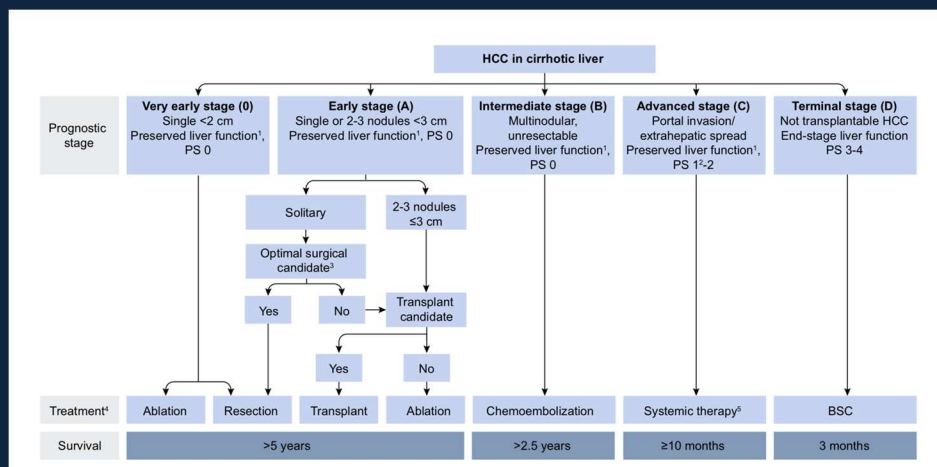 HCC in cirrhotic liver
Prognostic
stage
Very early stage (0)
Single <2 cm
Preserved liver function¹,
PS 0
Early stage (A)
Single or 2-3 nodules <3 cm
Preserved liver function¹, PS 0
Intermediate stage (B)
Multinodular,
unresectable
Preserved liver function¹,
PS 0
Advanced stage (C)
Portal invasion/
extrahepatic spread
Preserved liver function¹,
PS 1²-2
Terminal stage (D)
Not transplantable HCC
End-stage liver function
PS 3-4
Solitary
2-3 nodules
≤3 cm
Optimal surgical
candidate³
Yes
No
Transplant
candidate
Yes
No
Treatment⁴
Ablation
Resection
Transplant
Ablation
Chemoembolization
Systemic therapy⁵
BSC
Survival
>5 years
>2.5 years
≥10 months
3 months